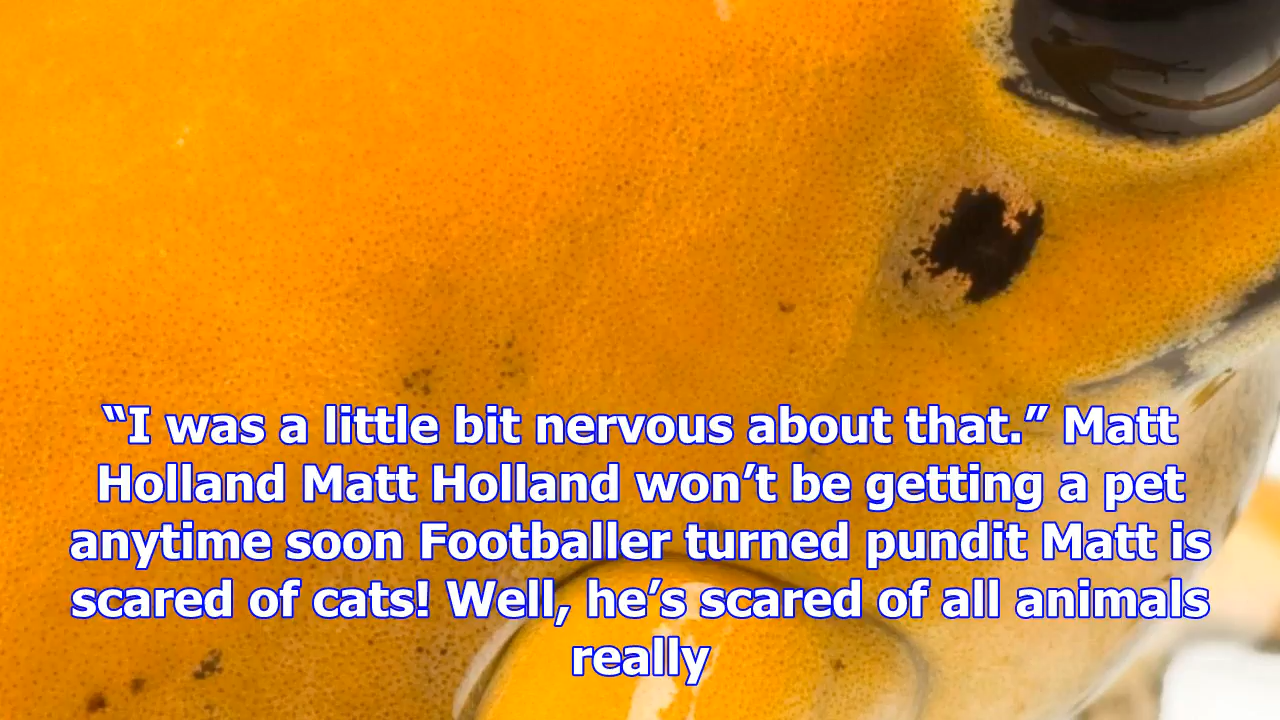 “I was a little bit nervous about that.” Matt
Holland Matt Holland won’t be getting a pet
anytime soon Footballer turned pundit Matt is
scared of cats! Well, he’s scared of all animals
really